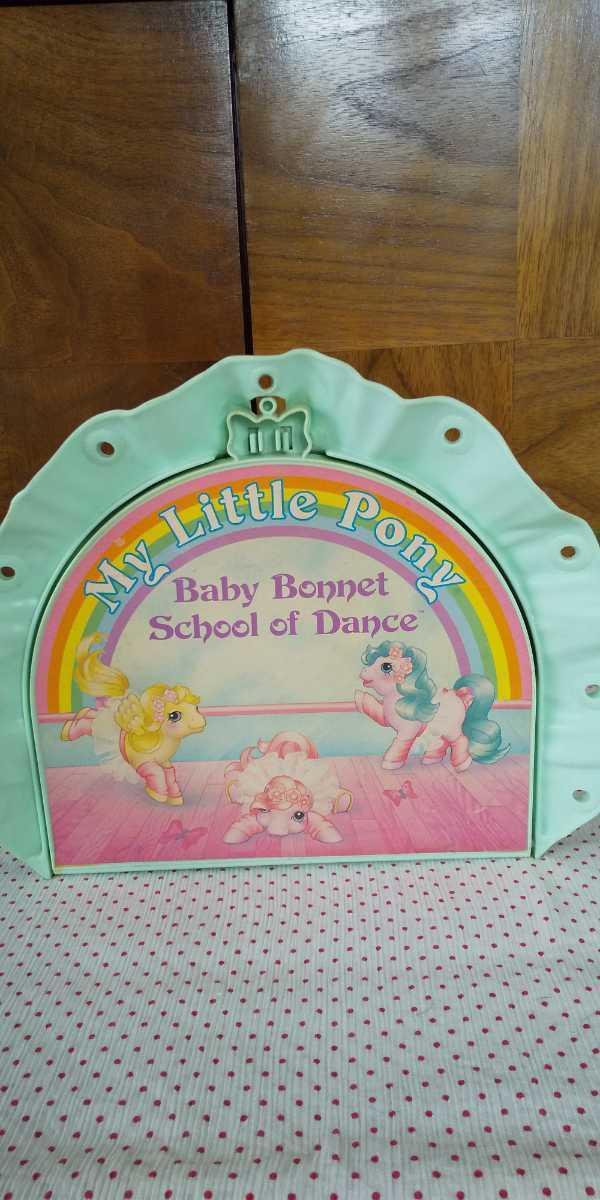 My Little Pony
Baby Bonnet
School of Dance™